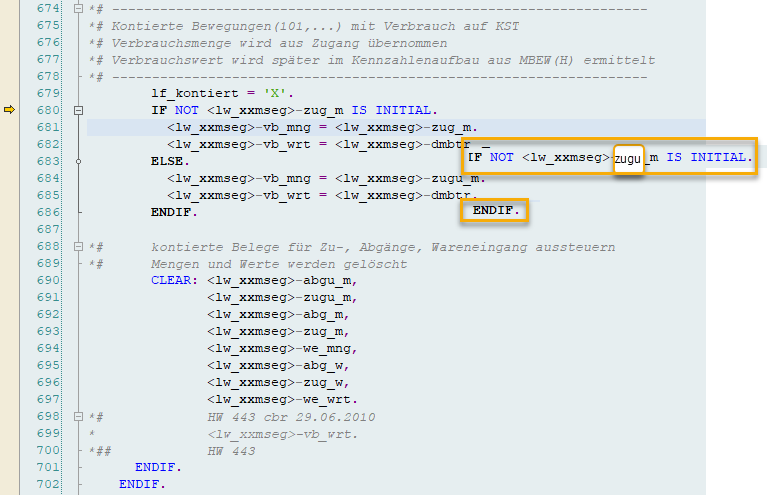 674 *# -------------------------------------------------------------------
675 *# Kontierte Bewegungen(101,...) mit Verbrauch auf KST
676 *# Verbrauchsmenge wird aus Zugang übernommen
677 *# Verbrauchswert wird später im Kennzahlenaufbau aus MBEW(H) ermittelt
678 *# -------------------------------------------------------------------
679 lf_kontiert = 'X'.
680 IF NOT <lw_xxmseg>-zug_m IS INITIAL.
681 <lw_xxmseg>-vb_mng = <lw_xxmseg>-zug_m.
682 <lw_xxmseg>-vb_wrt = <lw_xxmseg>-dmbtr
IF NOT <lw_xxmseg>-zugu_m IS INITIAL.
683 ELSE.
684 <lw_xxmseg>-vb_mng = <lw_xxmseg>-zugu_m.
685 <lw_xxmseg>-vb_wrt = <lw_xxmseg>-dmbtr.
ENDIF.
686 ENDIF.
687
688 *# kontierte Belege für Zu-, Abgänge, Wareneingang aussteuern
689 *# Mengen und Werte werden gelöscht
690 CLEAR: <lw_xxmseg>-abgu_m,
691 <lw_xxmseg>-zugu_m,
692 <lw_xxmseg>-abg_m,
693 <lw_xxmseg>-zug_m,
694 <lw_xxmseg>-we_mng,
695 <lw_xxmseg>-abg_w,
696 <lw_xxmseg>-zug_w,
697 <lw_xxmseg>-we_wrt.
698 *# HW 443 cbr 29.06.2010
699 * <lw_xxmseg>-vb_wrt.
700 *## HW 443
701 ENDIF.
702 ENDIF.